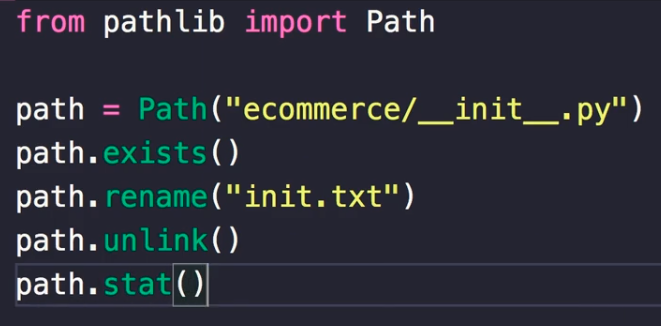 from pathlib import Path
path = Path("ecommerce/__init__.py")
path.exists()
path.rename("init.txt")
path.unlink()
path.stat()